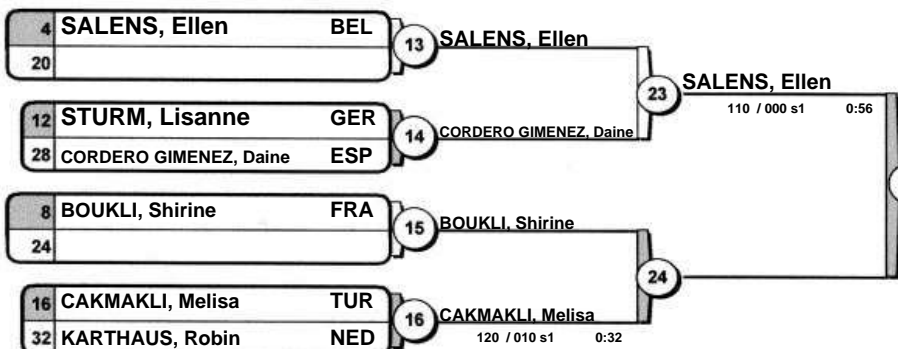 4 SALENS, Ellen BEL
20
13 SALENS, Ellen
12 STURM, Lisanne GER
28 CORDERO GIMENEZ, Daine ESP
14 CORDERO GIMENEZ, Daine
23 SALENS, Ellen
110 / 000 s1 0:56
8 BOUKLI, Shirine FRA
24
15 BOUKLI, Shirine
16 CAKMAKLI, Melisa TUR
32 KARTHAUS, Robin NED
16 CAKMAKLI, Melisa
120 / 010 s1 0:32
24